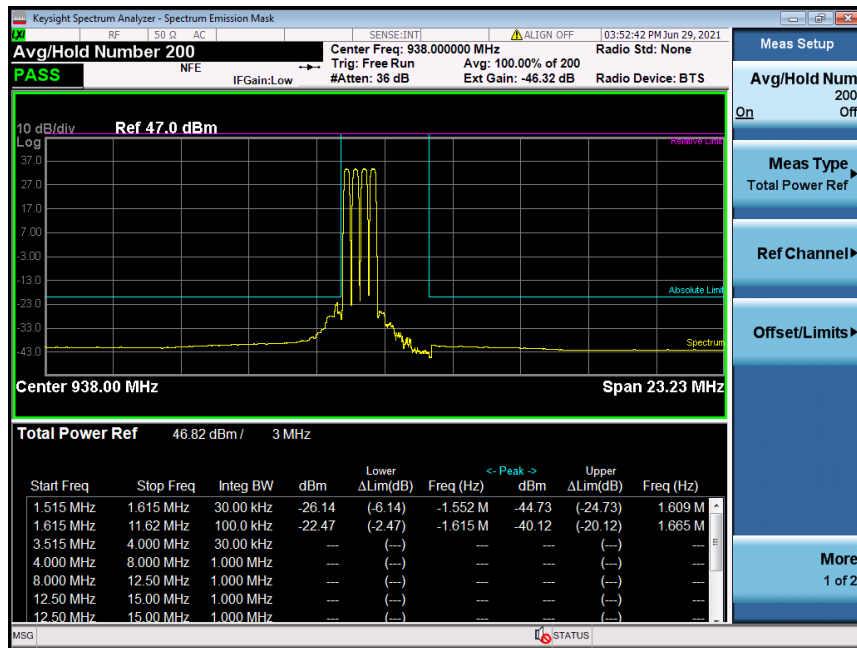 Keysight Spectrum Analyzer - Spectrum Emission Mask
LXI RF 50 Ω AC SENSE:INT ALIGN OFF 03:52:42 PM Jun 29, 2021
Avg/Hold Number 200 Center Freq: 938.000000 MHz Radio Std: None
PASS NFE Trig: Free Run Avg: 100.00% of 200
IFGain:Low #Atten: 36 dB Ext Gain: -46.32 dB Radio Device: BTS
10 dB/div Ref 47.0 dBm
Log
Relative Limit
37.0
27.0
17.0
7.00
-3.00
-13.0
Absolute Limit
-23.0
-33.0
Spectrum
-43.0
Center 938.00 MHz Span 23.23 MHz
Total Power Ref 46.82 dBm / 3 MHz
Lower <- Peak -> Upper
Start Freq Stop Freq Integ BW dBm ΔLim(dB) Freq (Hz) dBm ΔLim(dB) Freq (Hz)
1.515 MHz 1.615 MHz 30.00 kHz -26.14 (-6.14) -1.552 M -44.73 (-24.73) 1.609 M
1.615 MHz 11.62 MHz 100.0 kHz -22.47 (-2.47) -1.615 M -40.12 (-20.12) 1.665 M
3.515 MHz 4.000 MHz 30.00 kHz --- (---) --- --- (---) ---
4.000 MHz 8.000 MHz 1.000 MHz --- (---) --- --- (---) ---
8.000 MHz 12.50 MHz 1.000 MHz --- (---) --- --- (---) ---
12.50 MHz 15.00 MHz 1.000 MHz --- (---) --- --- (---) ---
12.50 MHz 15.00 MHz 1.000 MHz --- (---) --- --- (---) ---
MSG STATUS
Meas Setup
Avg/Hold Num
200
On Off
Meas Type
Total Power Ref
Ref Channel
Offset/Limits
More
1 of 2